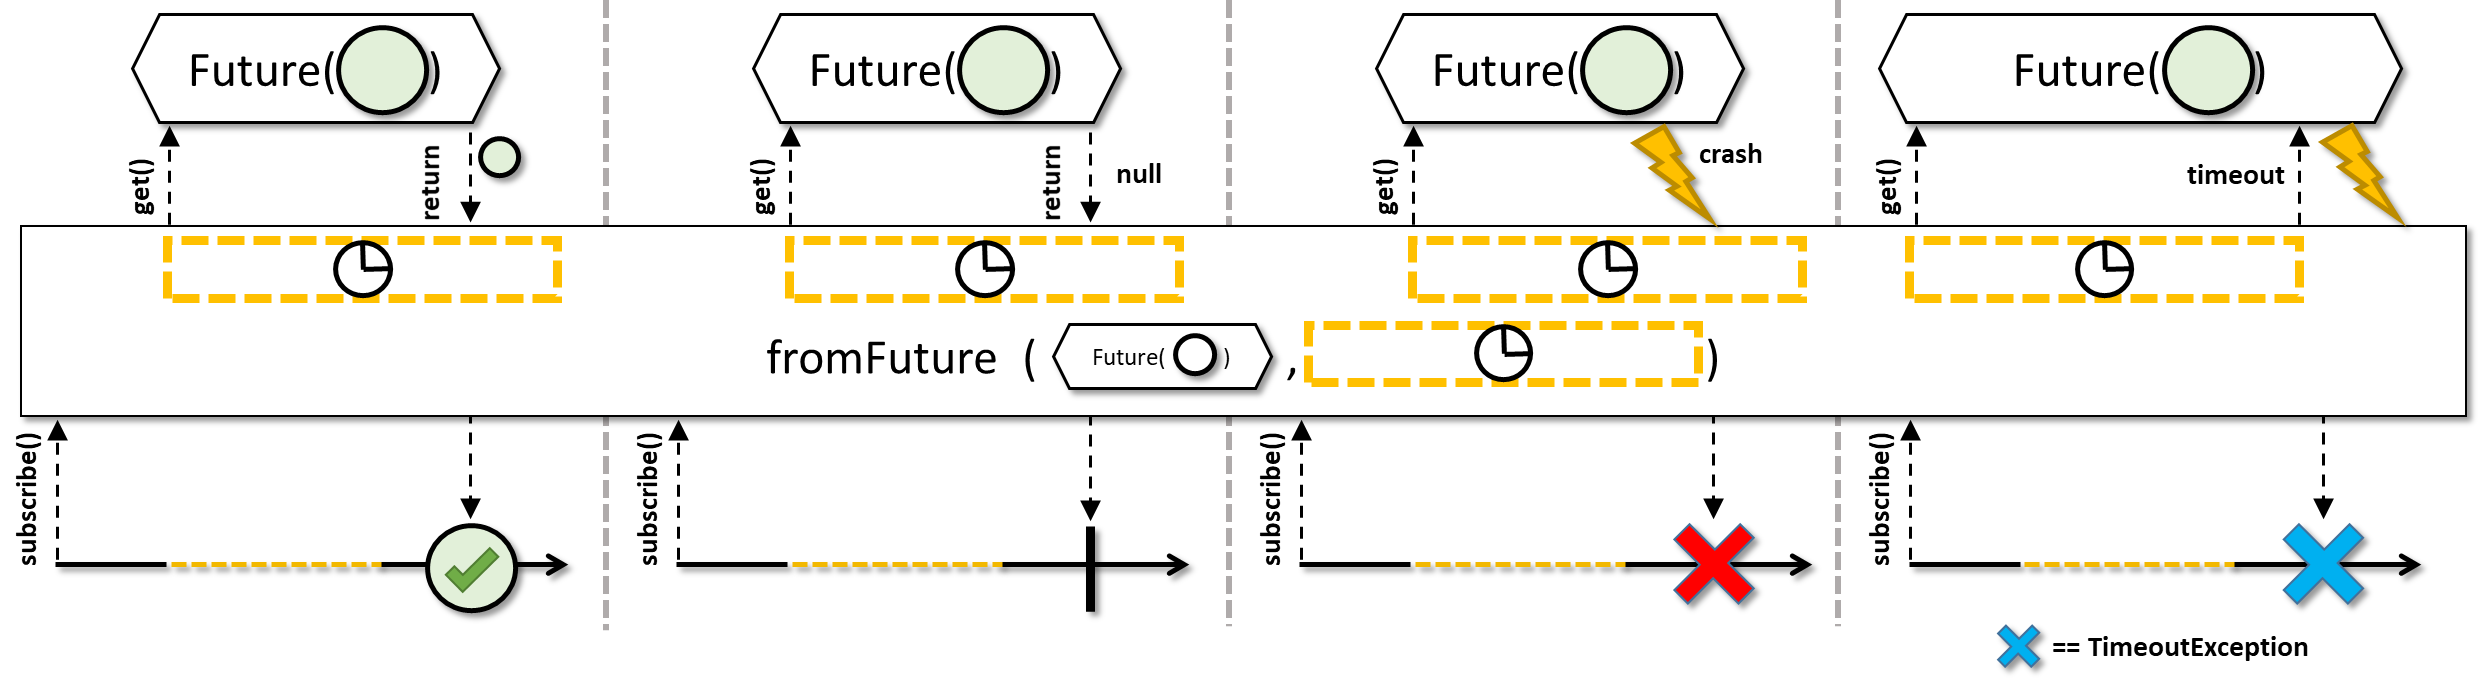 Future( )
Future( )
Future( )
Future( )
get()
return
get()
return
null
get()
crash
get()
timeout
fromFuture ( Future( ) , )
subscribe()
subscribe()
subscribe()
subscribe()
== TimeoutException